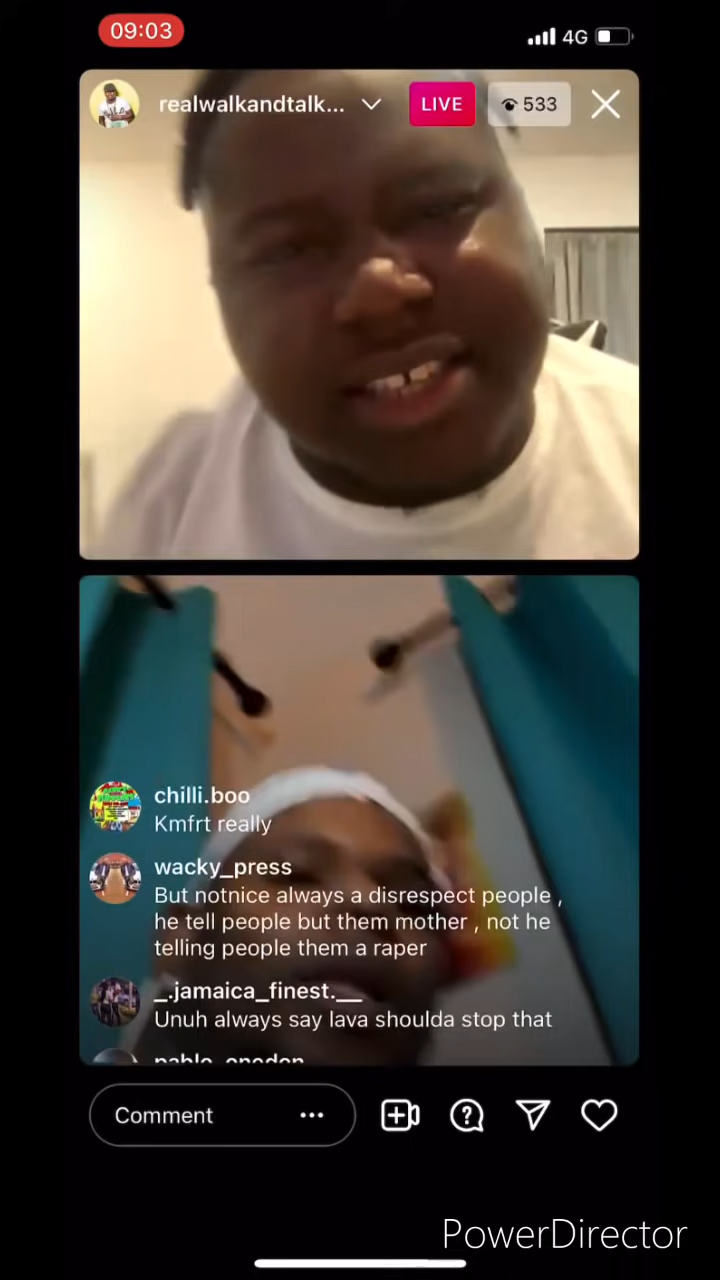 09:03
4G
realwalkandtalk...
LIVE
533
chilli.boo
Kmfrt really
wacky_press
But notnice always a disrespect people ,
he tell people but them mother , not he
telling people them a raper
_.jamaica_finest.__
Unuh always say lava shoulda stop that
pablo_onedon
Comment
PowerDirector